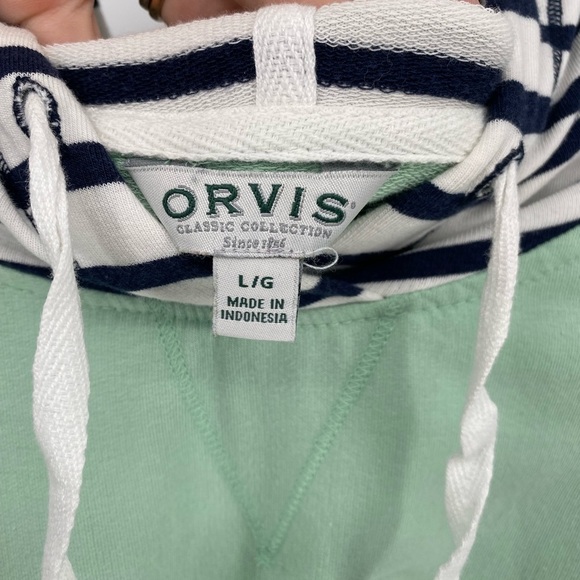 ORVIS
CLASSIC COLLECTION
Since 1856
L/G
MADE IN
INDONESIA